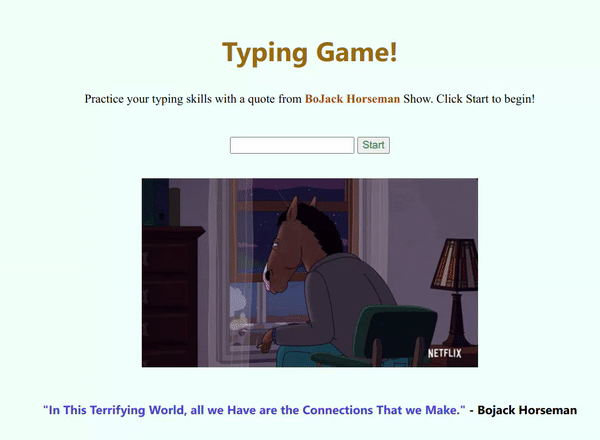 Typing Game!
Practice your typing skills with a quote from BoJack Horseman Show. Click Start to begin!
Start
NETFLIX
"In This Terrifying World, all we Have are the Connections That we Make." - Bojack Horseman